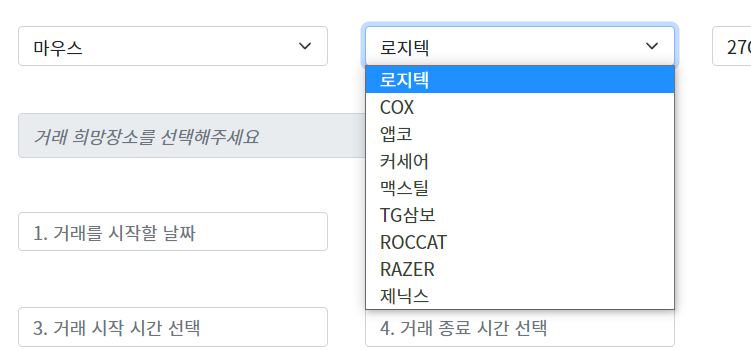 마우스
로지텍
270
로지텍
COX
앱코
커세어
맥스틸
TG삼보
ROCCAT
RAZER
제닉스
거래 희망장소를 선택해주세요
1. 거래를 시작할 날짜
3. 거래 시작 시간 선택
4. 거래 종료 시간 선택